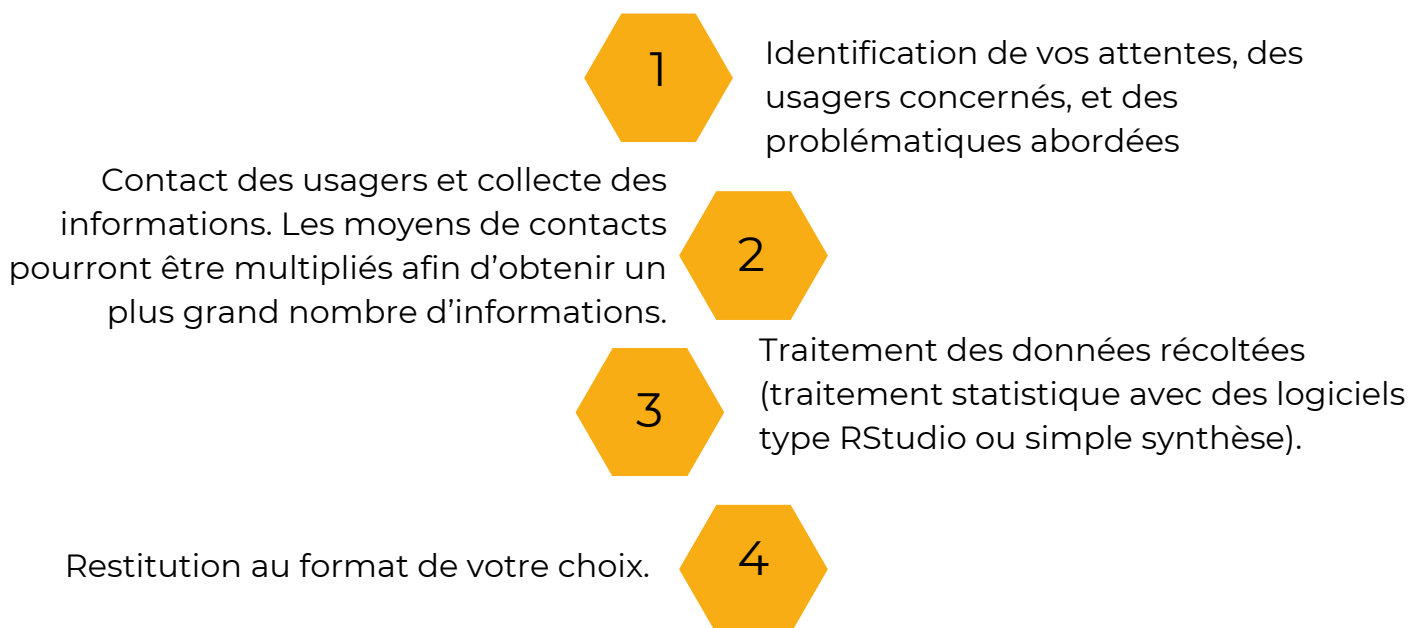 1
Identification de vos attentes, des
usagers concernés, et des
problématiques abordées
Contact des usagers et collecte des
informations. Les moyens de contacts
pourront être multipliés afin d’obtenir un
plus grand nombre d’informations.
2
3
Traitement des données récoltées
(traitement statistique avec des logiciels
type RStudio ou simple synthèse).
Restitution au format de votre choix.
4